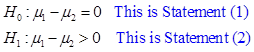 H₀ : μ₁ − μ₂ = 0 This is Statement (1)
H₁ : μ₁ − μ₂ > 0 This is Statement (2)